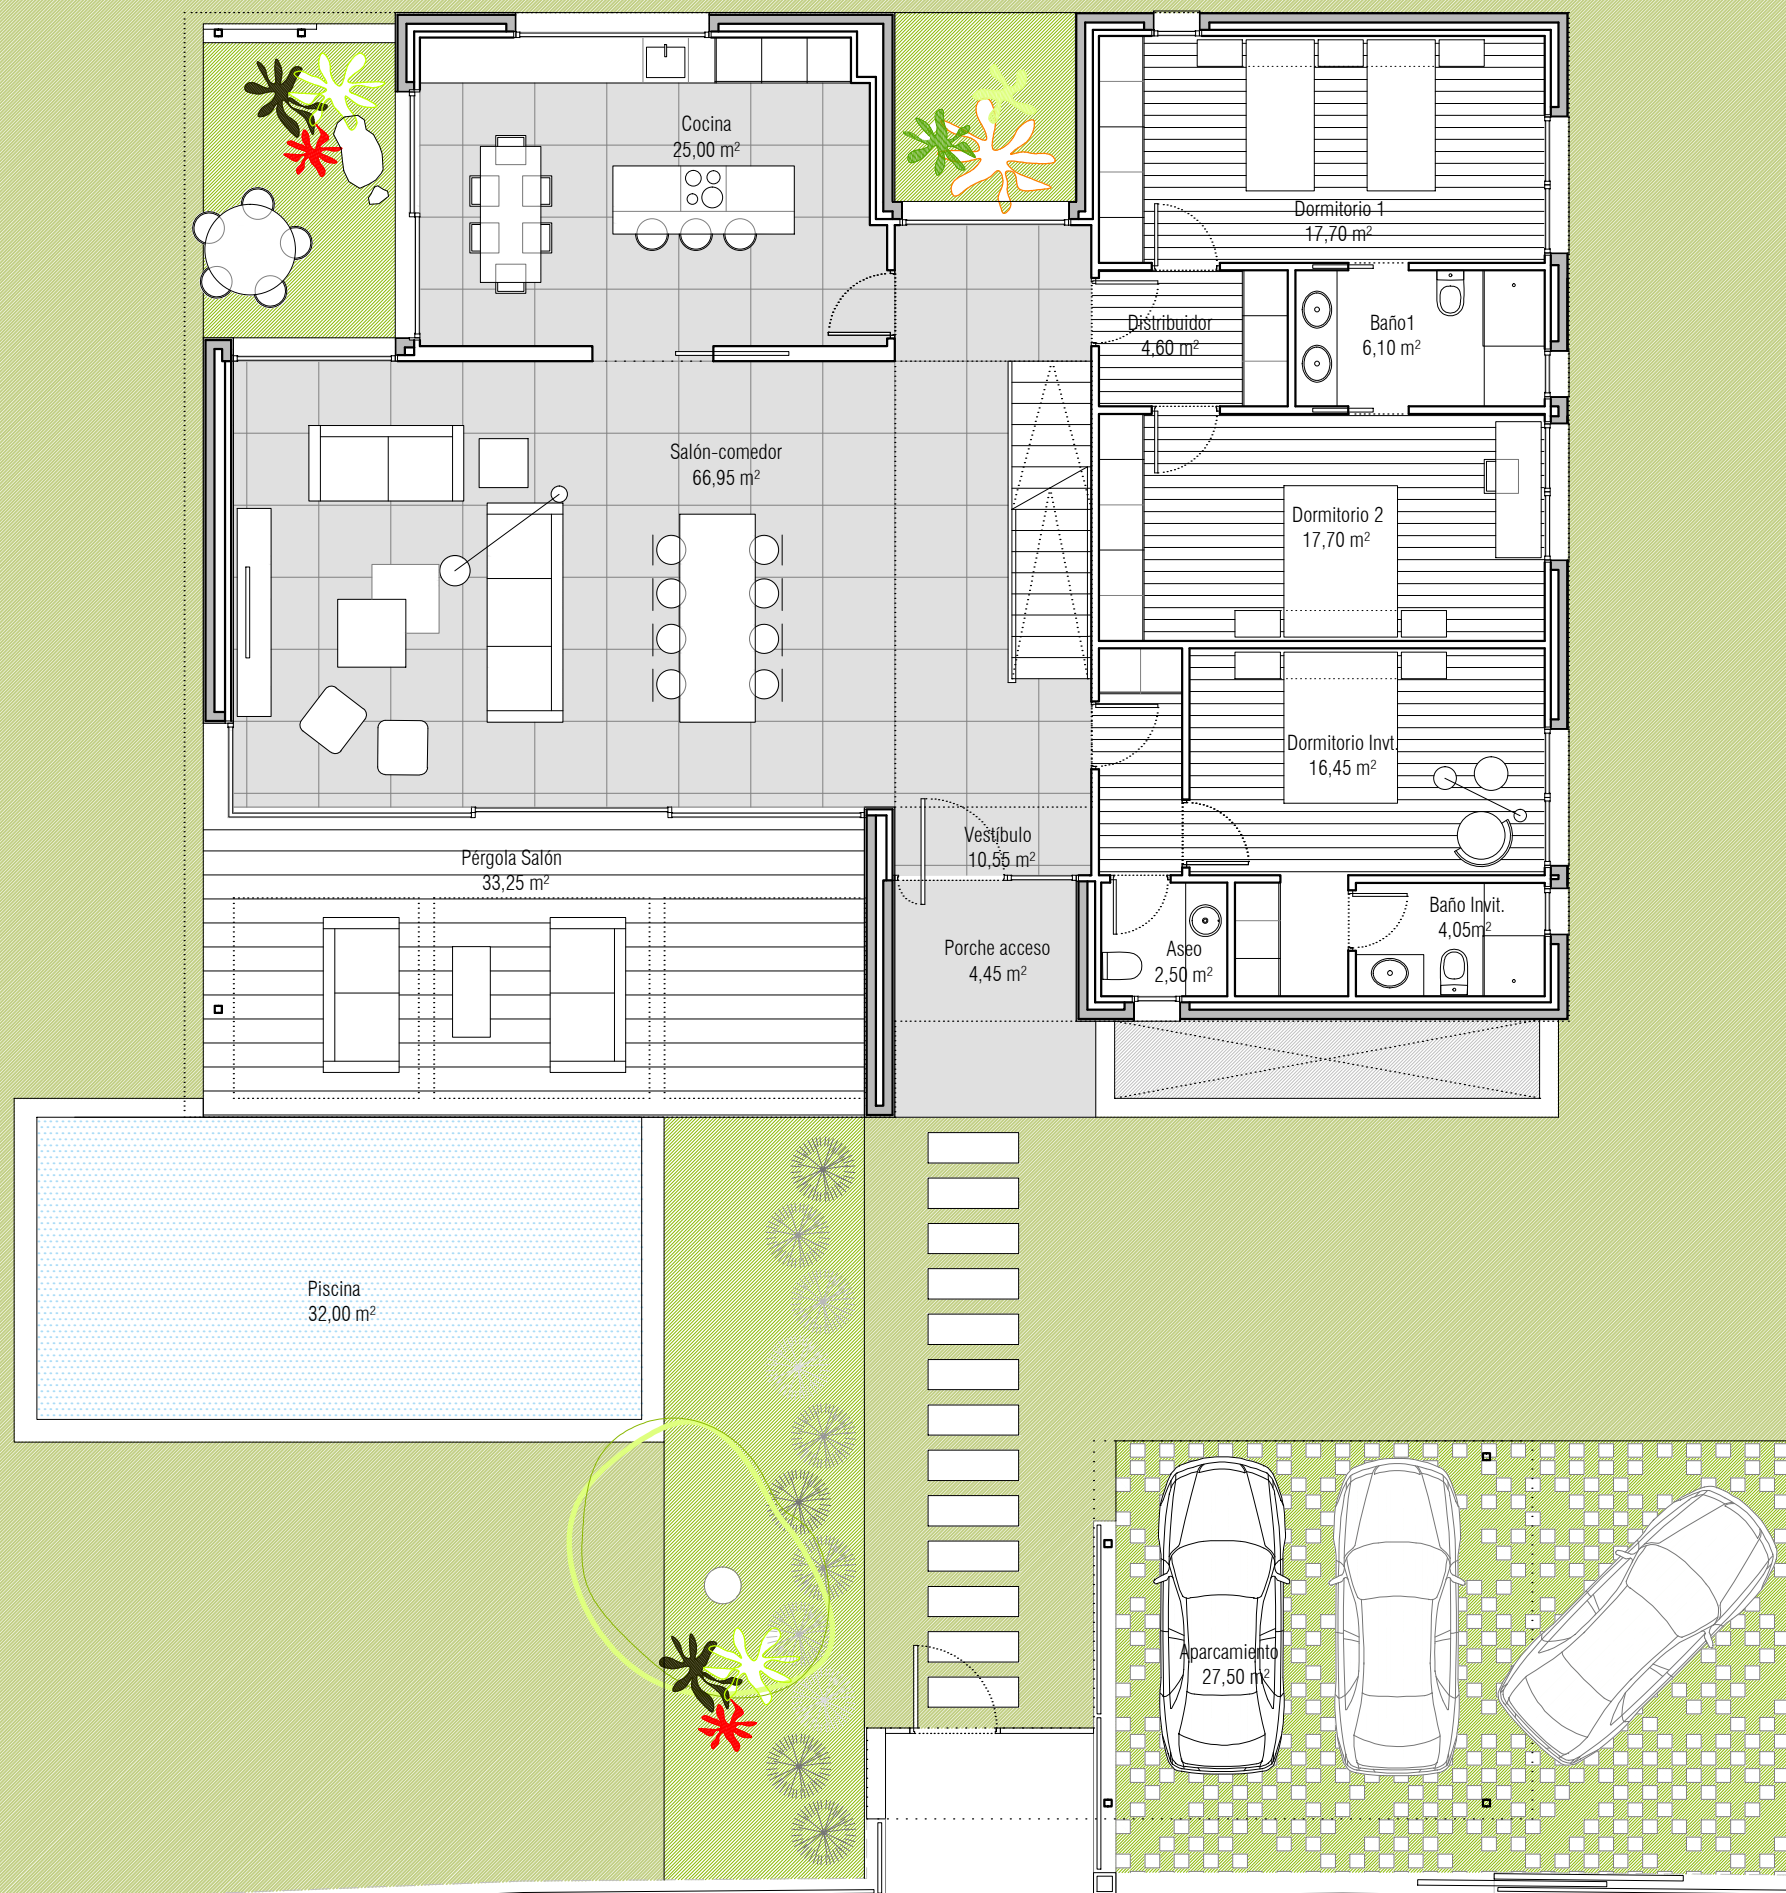 Cocina
25,00 m²
Dormitorio 1
17,70 m²
Distribuidor
4,60 m²
Baño1
6,10 m²
Salón-comedor
66,95 m²
Dormitorio 2
17,70 m²
Dormitorio Invt.
16,45 m²
Vestíbulo
10,55 m²
Pérgola Salón
33,25 m²
Baño Invit.
4,05m²
Porche acceso
4,45 m²
Aseo
2,50 m²
Piscina
32,00 m²
Aparcamiento
27,50 m²